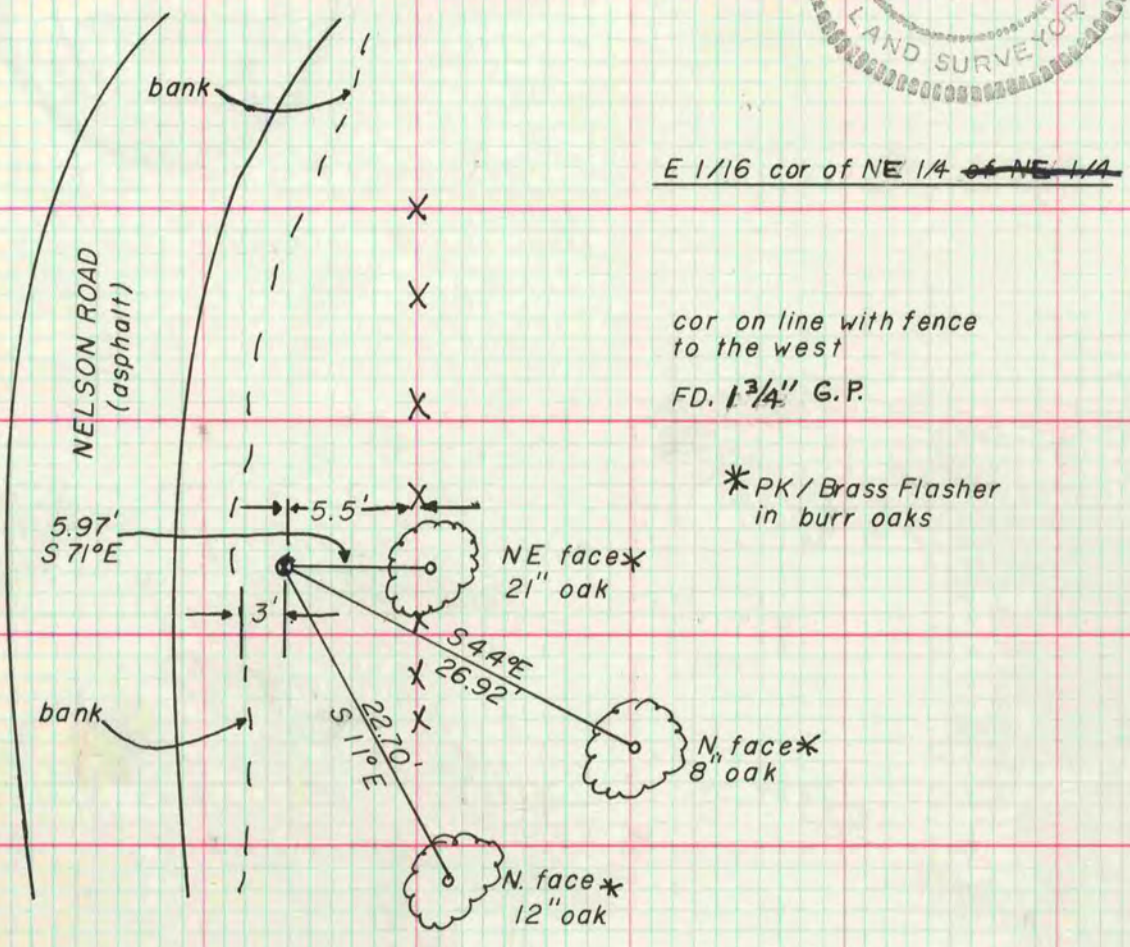 LAND SURVEYOR
bank
E 1/16 cor of NE 1/4 of NE 1/4
NELSON ROAD
(asphalt)
cor on line with fence
to the west
FD. 1 3/4" G.P.
* PK/Brass Flasher
in burr oaks
5.5'
5.97'
S 71°E
NE face*
21" oak
3'
S44°E
26.92'
22.70'
S 11°E
bank
N. face*
8" oak
N. face*
12" oak